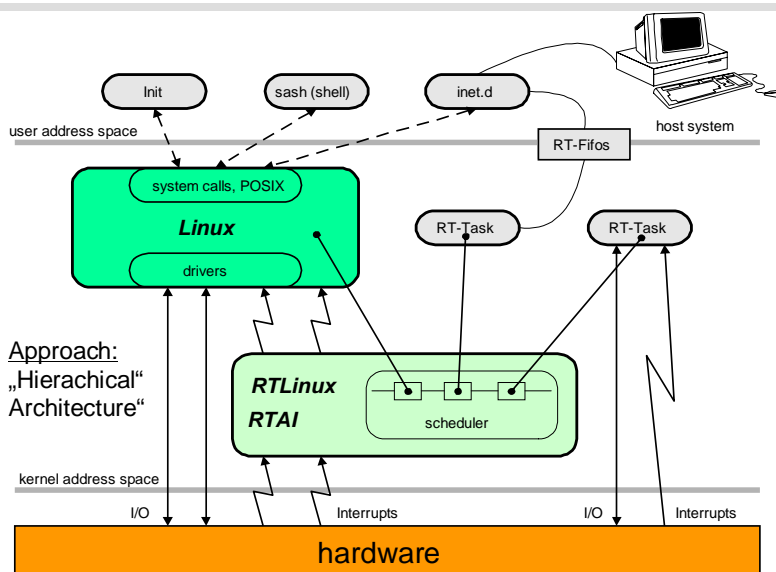 Init
sash (shell)
inet.d
user address space
host system
RT-Fifos
system calls, POSIX
Linux
RT-Task
RT-Task
drivers
Approach:
„Hierachical“
Architecture“
RTLinux
RTAI
scheduler
kernel address space
I/O
Interrupts
I/O
Interrupts
hardware